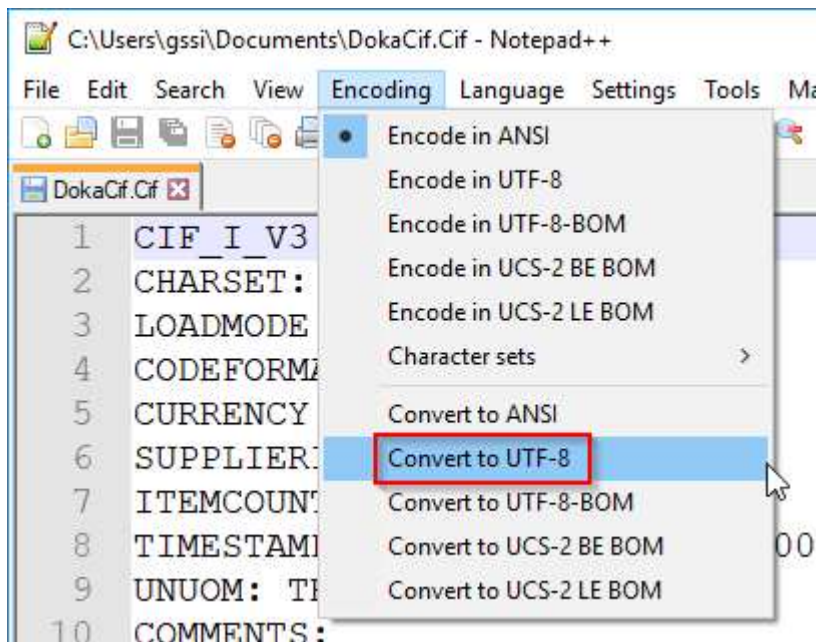 C:\Users\gssi\Documents\DokaCif.Cif - Notepad++
File Edit Search View Encoding Language Settings Tools Ma
DokaCif.Cif
Encode in ANSI
Encode in UTF-8
Encode in UTF-8-BOM
Encode in UCS-2 BE BOM
Encode in UCS-2 LE BOM
Character sets
Convert to ANSI
Convert to UTF-8
Convert to UTF-8-BOM
Convert to UCS-2 BE BOM
Convert to UCS-2 LE BOM
1 CIF_I_V3
2 CHARSET:
3 LOADMODE
4 CODEFORMA
5 CURRENCY
6 SUPPLIER
7 ITEMCOUNT
8 TIMESTAM 00
9 UNUOM: T
10 COMMENTS: